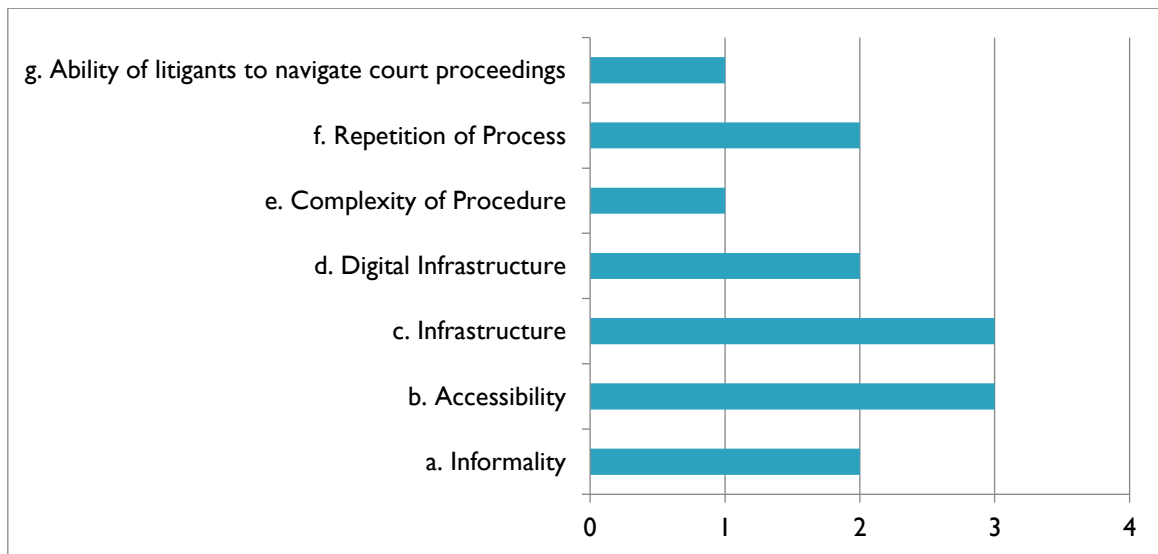 g. Ability of litigants to navigate court proceedings
f. Repetition of Process
e. Complexity of Procedure
d. Digital Infrastructure
c. Infrastructure
b. Accessibility
a. Informality
0 1 2 3 4